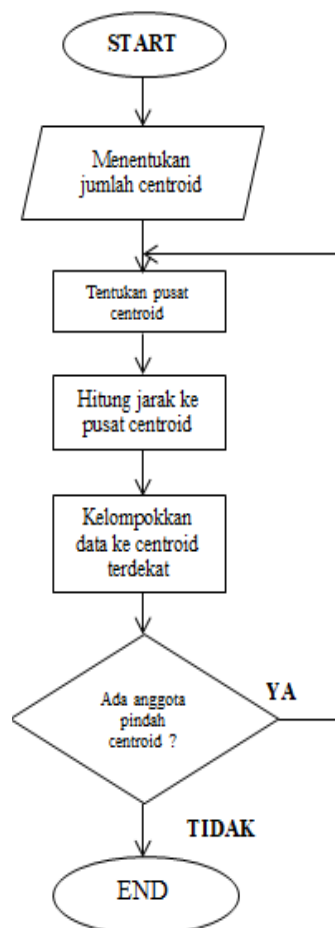 START
Menentukan
jumlah centroid
Tentukan pusat
centroid
Hitung jarak ke
pusat centroid
Kelompokkan
data ke centroid
terdekat
Ada anggota
pindah
centroid ?
YA
TIDAK
END